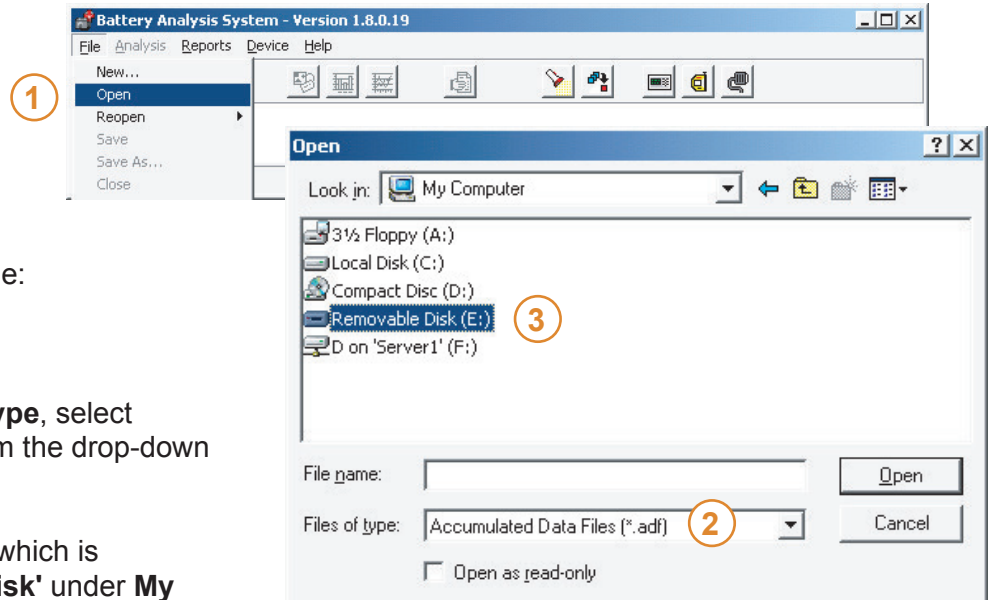 Battery Analysis System - Version 1.8.0.19
File Analysis Reports Device Help
New...
Open
Reopen
Save
Save As...
Close
1
Open
Look in: My Computer
3½ Floppy (A:)
Local Disk (C:)
Compact Disc (D:)
Removable Disk (E:)
3
D on 'Server1' (F:)
File name:
Open
Files of type: Accumulated Data Files (*.adf)
2
Cancel
Open as read-only
e:
ype, select
m the drop-down
which is
isk' under My